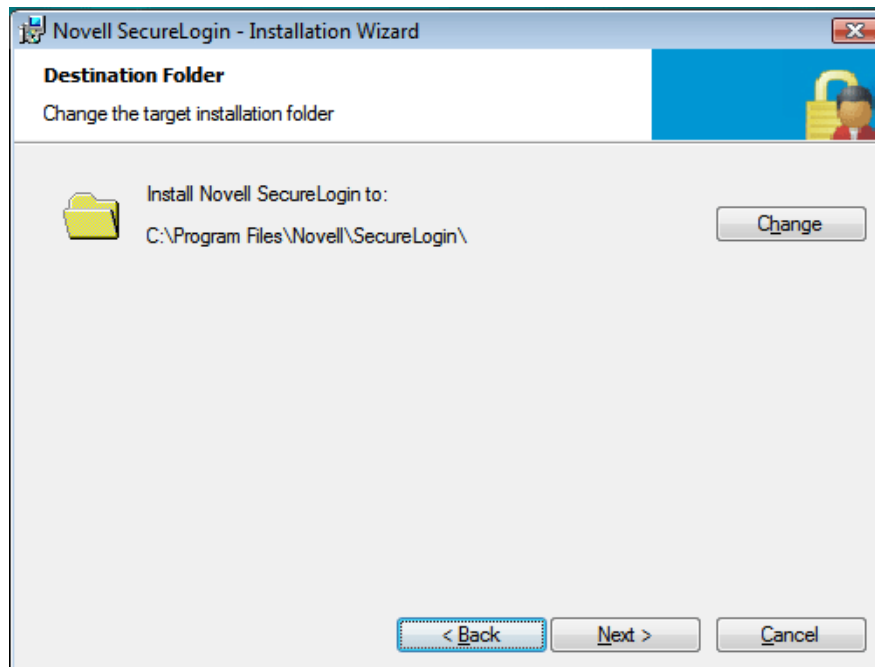 Novell SecureLogin - Installation Wizard
Destination Folder
Change the target installation folder
Install Novell SecureLogin to:
C:\Program Files\Novell\SecureLogin\
Change
< Back
Next >
Cancel